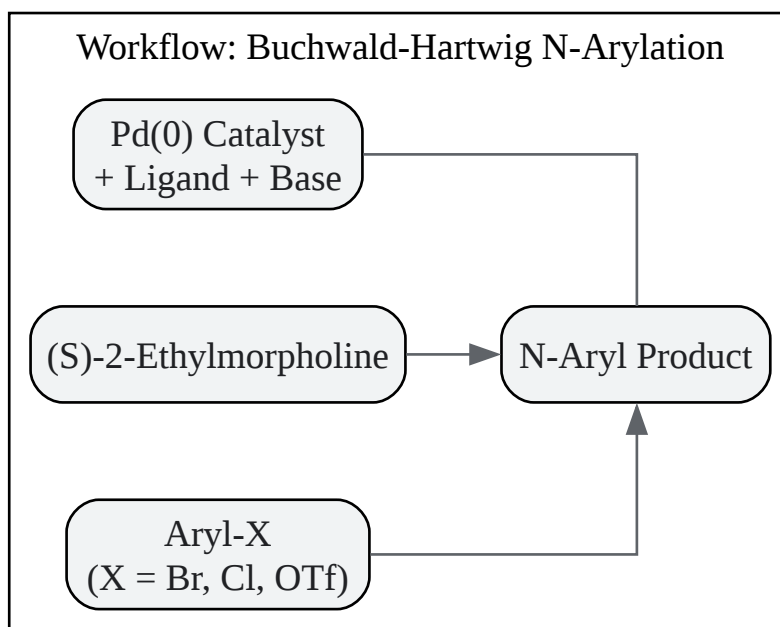 Workflow: Buchwald-Hartwig N-Arylation
Pd(0) Catalyst
+ Ligand + Base
(S)-2-Ethylmorpholine
N-Aryl Product
Aryl-X
(X = Br, Cl, OTf)